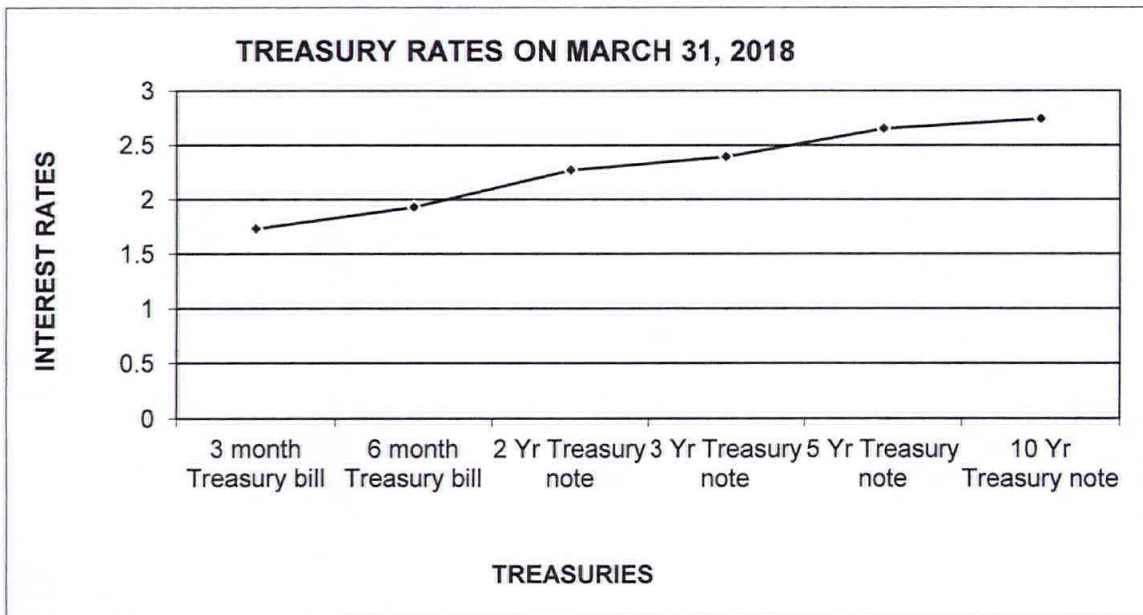 TREASURY RATES ON MARCH 31, 2018
INTEREST RATES
3
2.5
2
1.5
1
0.5
0
3 month
Treasury bill
6 month
Treasury bill
2 Yr Treasury
note
3 Yr Treasury
note
5 Yr Treasury
note
10 Yr
Treasury note
TREASURIES